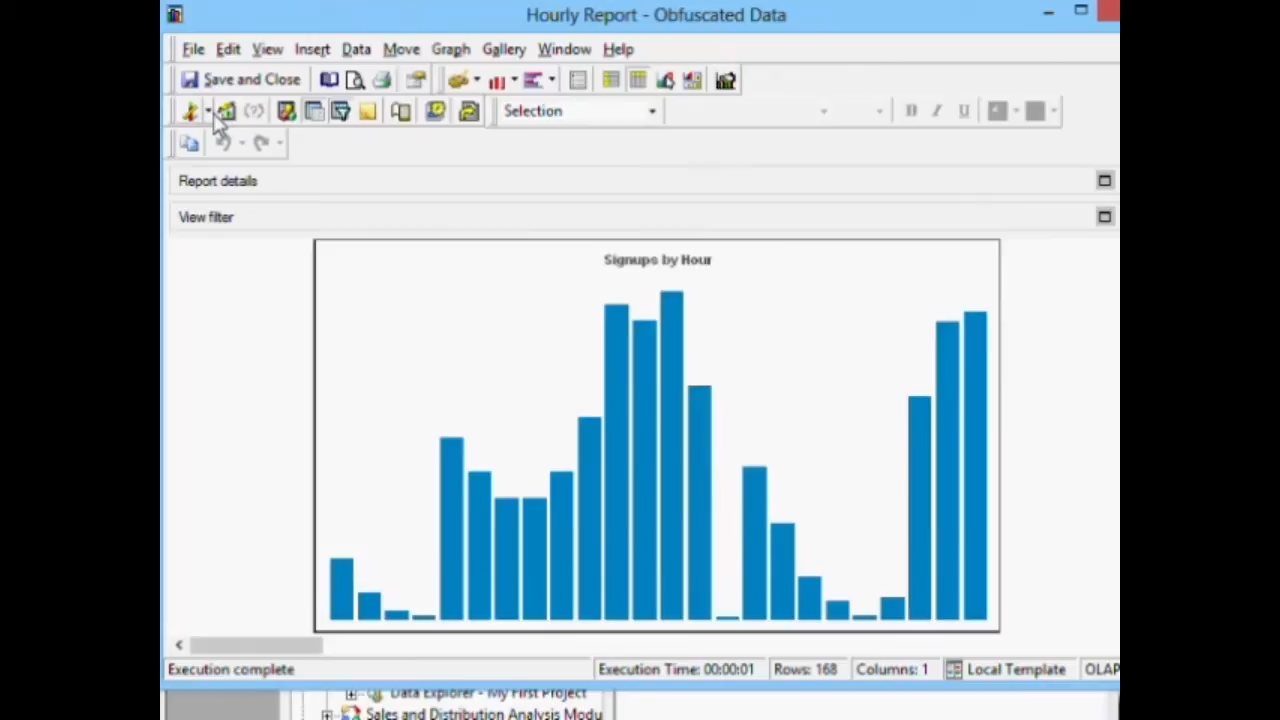 Hourly Report - Obfuscated Data
File Edit View Insert Data Move Graph Gallery Window Help
Save and Close
Selection B I U
Report details
View filter
Signups by Hour
Execution complete Execution Time: 00:00:01 Rows: 168 Columns: 1 Local Template OLAP
Data Explorer - My First Project
Sales and Distribution Analysis Modu